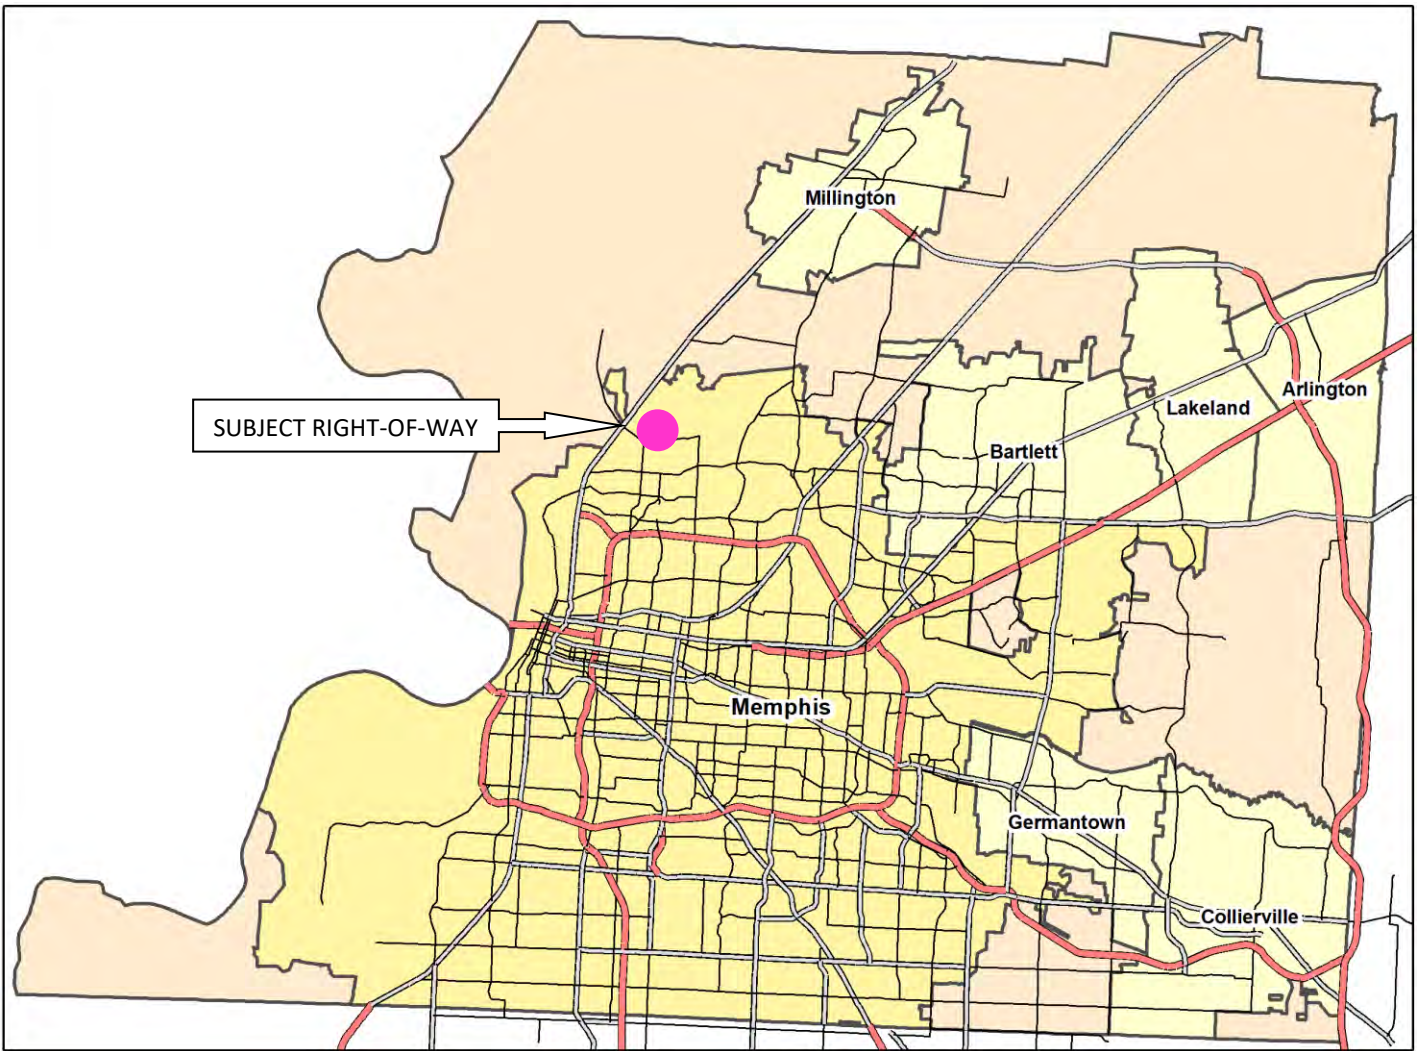 Millington
Arlington
Lakeland
SUBJECT RIGHT-OF-WAY
Bartlett
Memphis
Germantown
Collierville